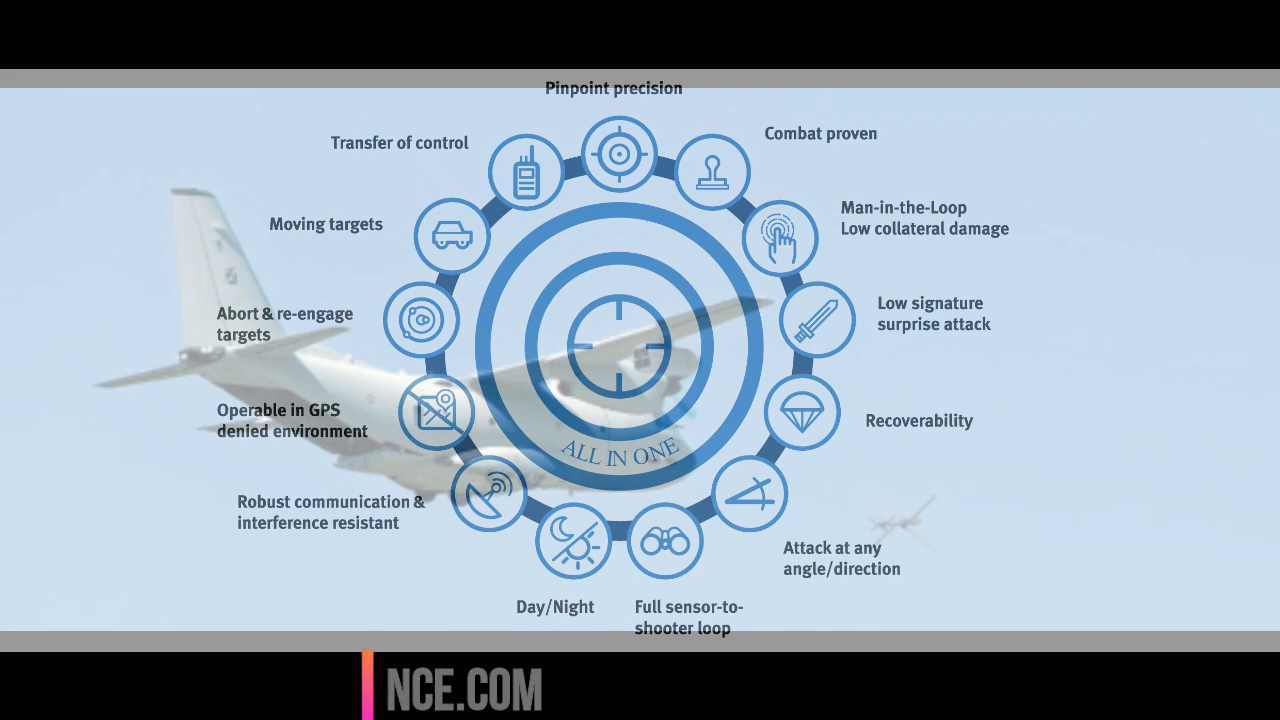 Pinpoint precision
Combat proven
Man-in-the-Loop
Low collateral damage
Low signature
surprise attack
Recoverability
Attack at any
angle/direction
Full sensor-to-
shooter loop
Day/Night
Robust communication &
interference resistant
Operable in GPS
denied environment
Abort & re-engage
targets
Moving targets
Transfer of control
ALL IN ONE
NCE.COM